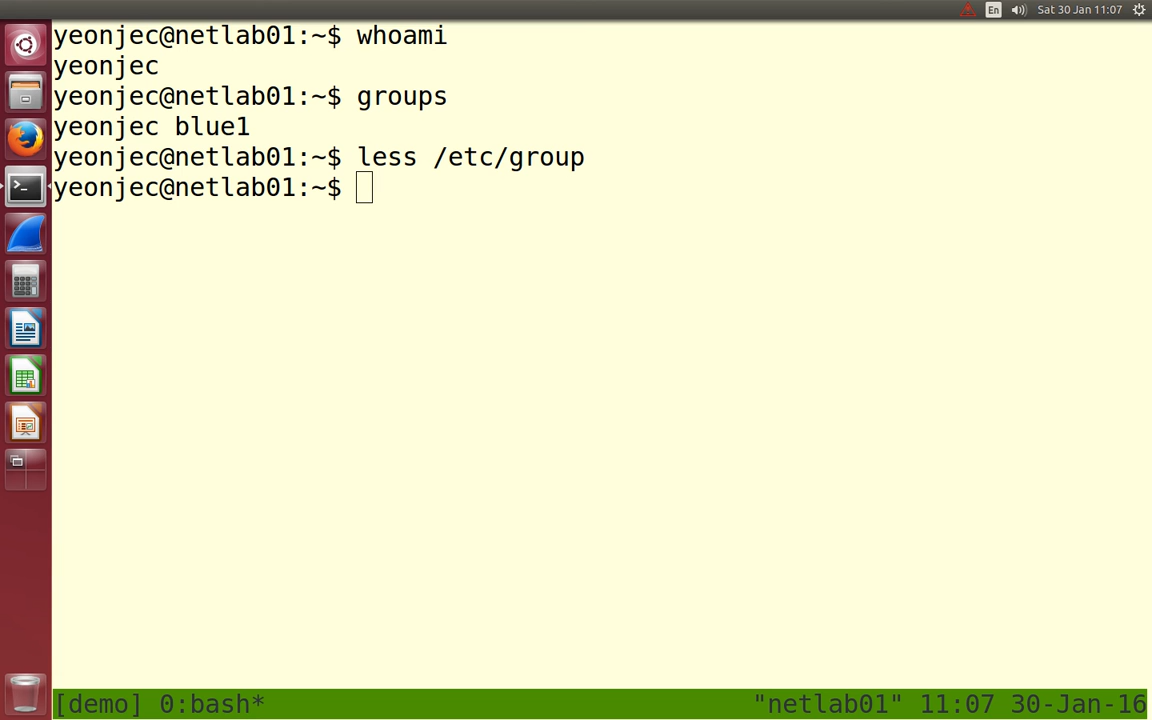 En Sat 30 Jan 11:07
yeonjec@netlab01:~$ whoami
yeonjec
yeonjec@netlab01:~$ groups
yeonjec blue1
yeonjec@netlab01:~$ less /etc/group
yeonjec@netlab01:~$
[demo] 0:bash* "netlab01" 11:07 30-Jan-16